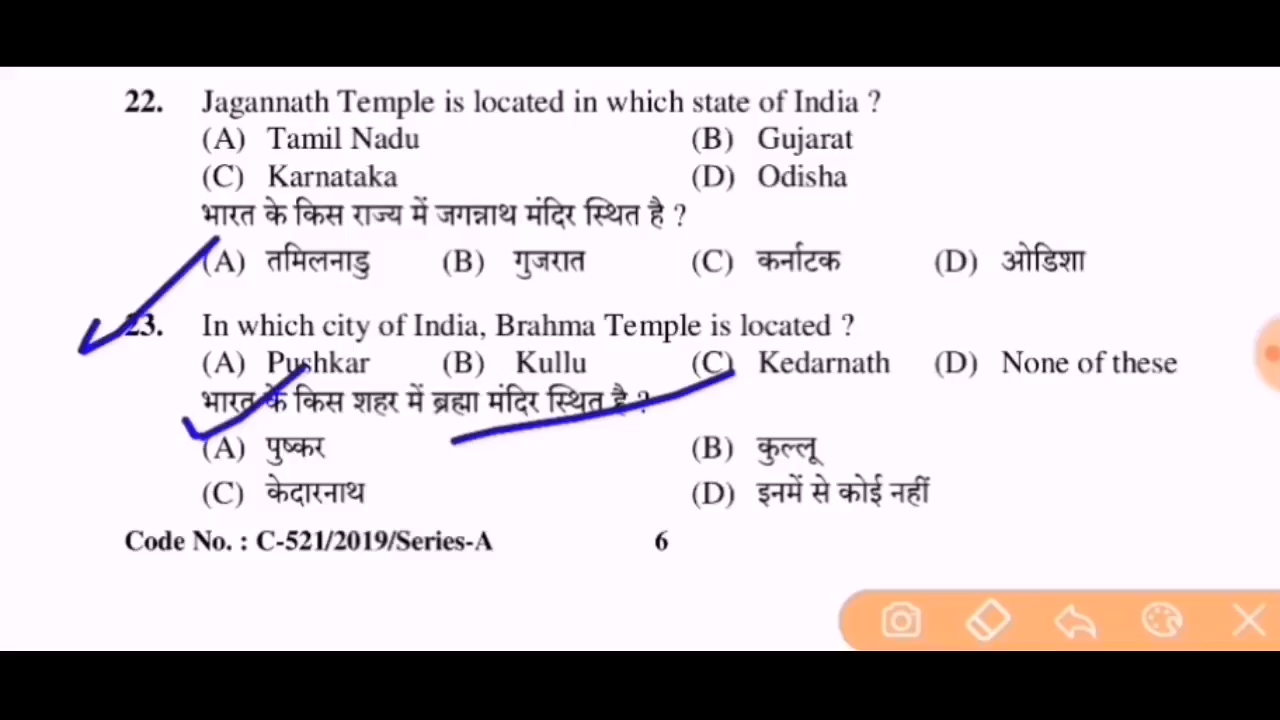 22. Jagannath Temple is located in which state of India ?
(A) Tamil Nadu (B) Gujarat
(C) Karnataka (D) Odisha
भारत के किस राज्य में जगन्नाथ मंदिर स्थित है ?
(A) तमिलनाडु (B) गुजरात (C) कर्नाटक (D) ओडिशा
23. In which city of India, Brahma Temple is located ?
(A) Pushkar (B) Kullu (C) Kedarnath (D) None of these
भारत के किस शहर में ब्रह्मा मंदिर स्थित है ?
(A) पुष्कर (B) कुल्लू
(C) केदारनाथ (D) इनमें से कोई नहीं
Code No. : C-521/2019/Series-A 6